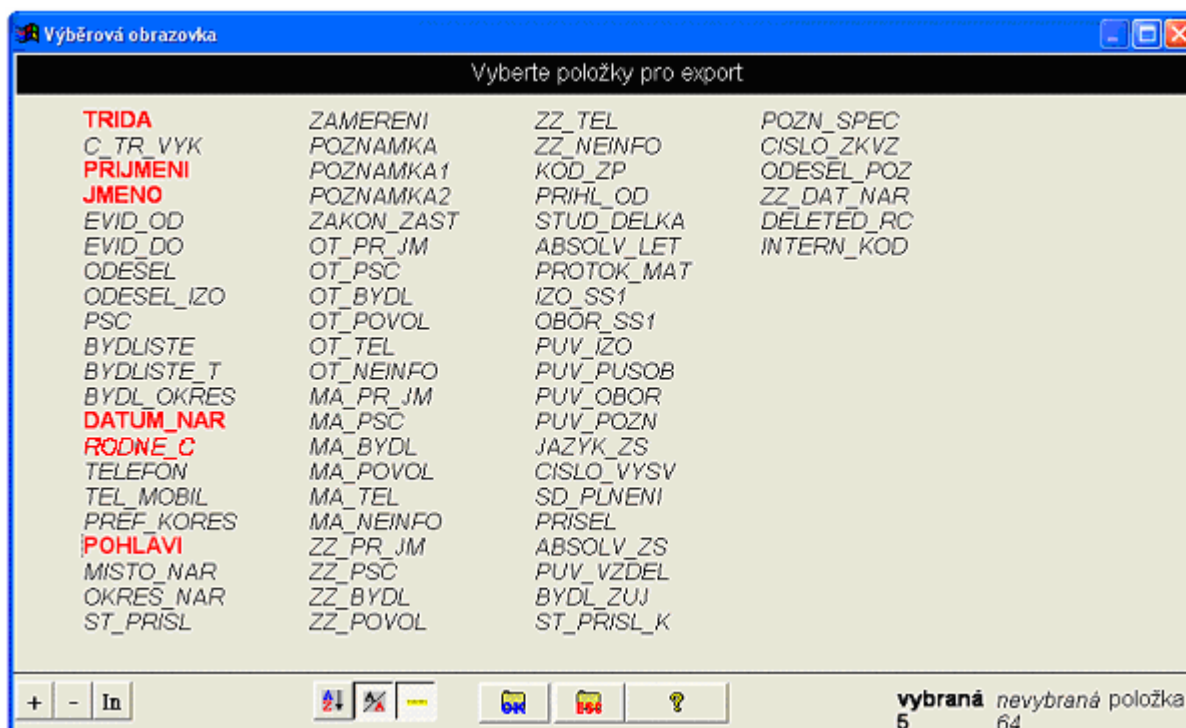 Výběrová obrazovka
Vyberte položky pro export
TRIDA
C_TR_VYK
PRIJMENI
JMENO
EVID_OD
EVID_DO
ODESEL
ODESEL_IZO
PSC
BYDLISTE
BYDLISTE_T
BYDL_OKRES
DATUM_NAR
RODNE_C
TELEFON
TEL_MOBIL
PREF_KORES
POHLAVI
MISTO_NAR
OKRES_NAR
ST_PRISL
ZAMERENI
POZNAMKA
POZNAMKA1
POZNAMKA2
ZAKON_ZAST
OT_PR_JM
OT_PSC
OT_BYDL
OT_POVOL
OT_TEL
OT_NEINFO
MA_PR_JM
MA_PSC
MA_BYDL
MA_POVOL
MA_TEL
MA_NEINFO
ZZ_PR_JM
ZZ_PSC
ZZ_BYDL
ZZ_POVOL
ZZ_TEL
ZZ_NEINFO
KOD_ZP
PRIHL_OD
STUD_DELKA
ABSOLV_LET
PROTOK_MAT
IZO_SS1
OBOR_SS1
PUV_IZO
PUV_PUSOB
PUV_OBOR
PUV_POZN
JAZYK_ZS
CISLO_VYSV
SD_PLNENI
PRISEL
ABSOLV_ZS
PUV_VZDEL
BYDL_ZUJ
ST_PRISL_K
POZN_SPEC
CISLO_ZKVZ
ODESEL_POZ
ZZ_DAT_NAR
DELETED_RC
INTERN_KOD
+ - In OK Esc ?
vybraná nevybraná položka
5 64